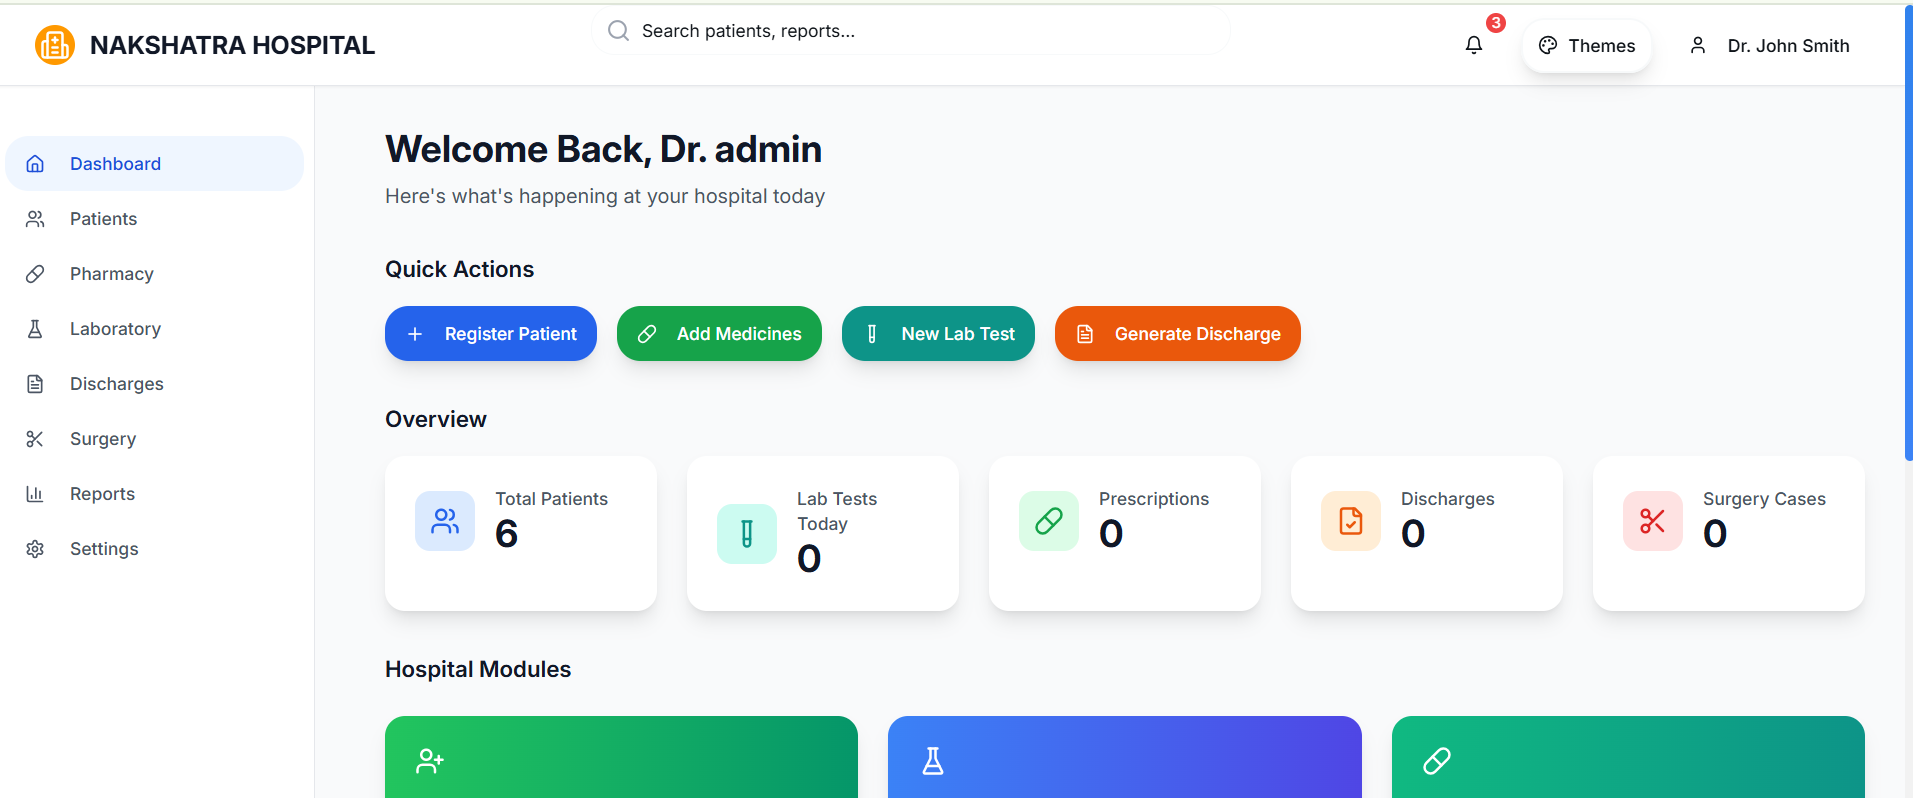 NAKSHATRA HOSPITAL
Search patients, reports...
3
Themes
Dr. John Smith
Dashboard
Patients
Pharmacy
Laboratory
Discharges
Surgery
Reports
Settings
Welcome Back, Dr. admin
Here's what's happening at your hospital today
Quick Actions
Register Patient
Add Medicines
New Lab Test
Generate Discharge
Overview
Total Patients
6
Lab Tests
Today
0
Prescriptions
0
Discharges
0
Surgery Cases
0
Hospital Modules